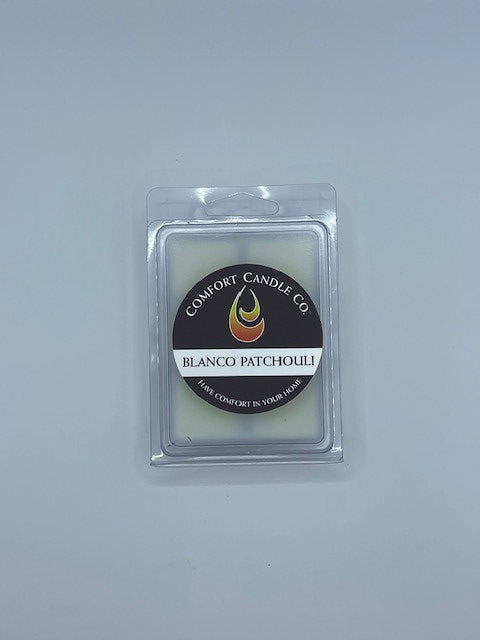 COMFORT CANDLE CO.
BLANCO PATCHOULI
HAVE COMFORT IN YOUR HOME